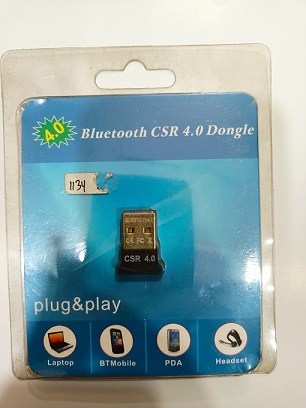 4.0
Bluetooth CSR 4.0 Dongle
1134
CSR 4.0
plug&play
Laptop
BTMobile
PDA
Headset